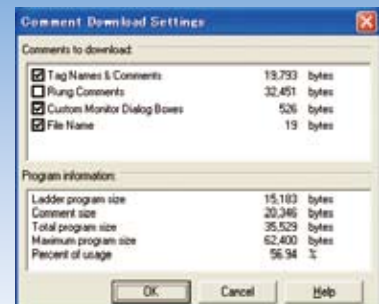 Comment Download Settings
Comments to download:
Tag Names & Comments 19,793 bytes
Rung Comments 32,451 bytes
Custom Monitor Dialog Boxes 526 bytes
File Name 19 bytes
Program information:
Ladder program size 15,183 bytes
Comment size 20,346 bytes
Total program size 35,529 bytes
Maximum program size 62,400 bytes
Percent of usage 56.94 %
OK Cancel Help